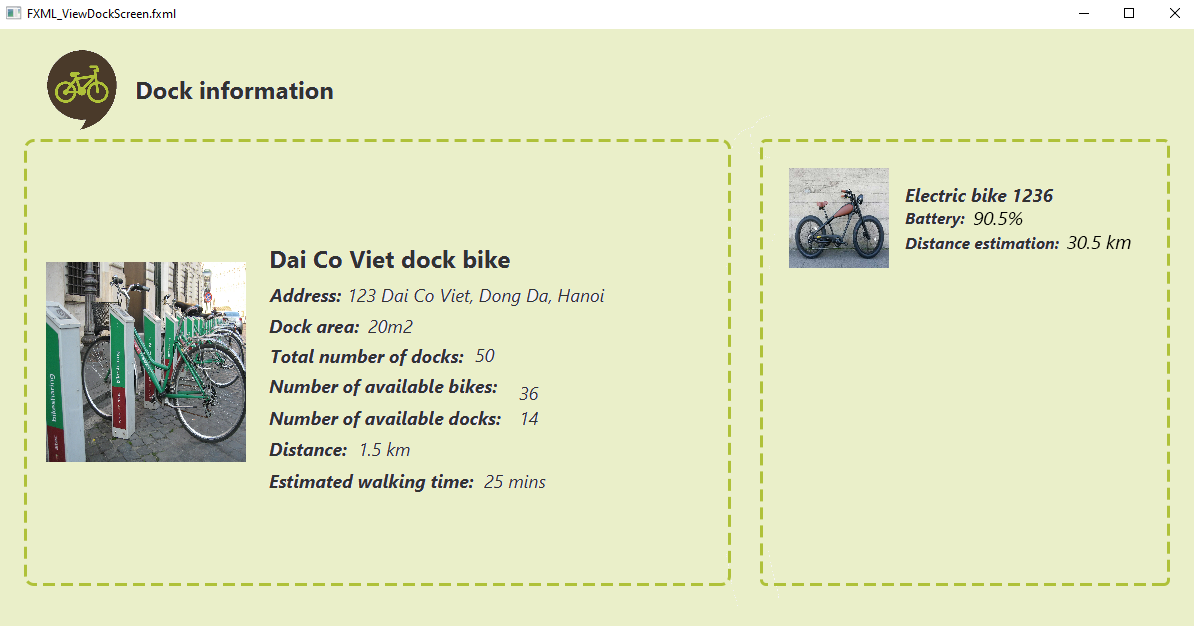 FXML_ViewDockScreen.fxml
Dock information
Dai Co Viet dock bike
Address: 123 Dai Co Viet, Dong Da, Hanoi
Dock area: 20m2
Total number of docks: 50
Number of available bikes: 36
Number of available docks: 14
Distance: 1.5 km
Estimated walking time: 25 mins
Electric bike 1236
Battery: 90.5%
Distance estimation: 30.5 km